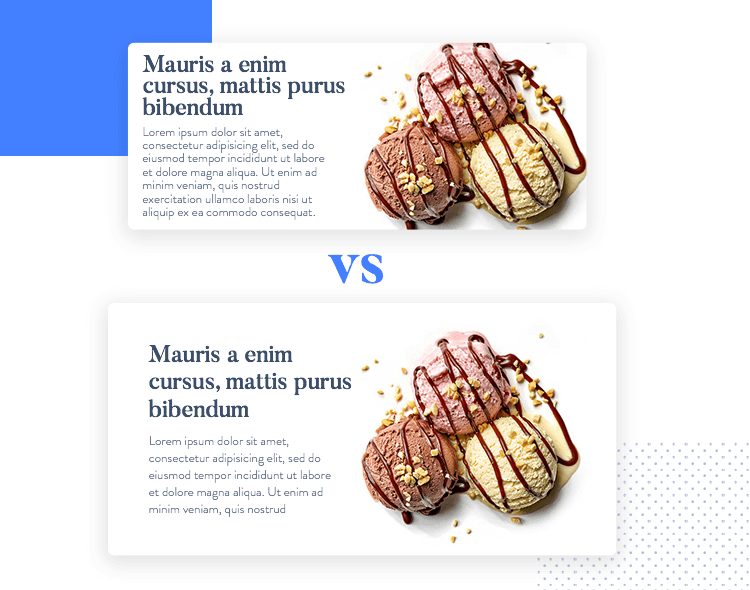 Mauris a enim
cursus, mattis purus
bibendum
Lorem ipsum dolor sit amet,
consectetur adipisicing elit, sed do
eiusmod tempor incididunt ut labore
et dolore magna aliqua. Ut enim ad
minim veniam, quis nostrud
exercitation ullamco laboris nisi ut
aliquip ex ea commodo consequat.
vs
Mauris a enim
cursus, mattis purus
bibendum
Lorem ipsum dolor sit amet,
consectetur adipisicing elit, sed do
eiusmod tempor incididunt ut labore
et dolore magna aliqua. Ut enim ad
minim veniam, quis nostrud